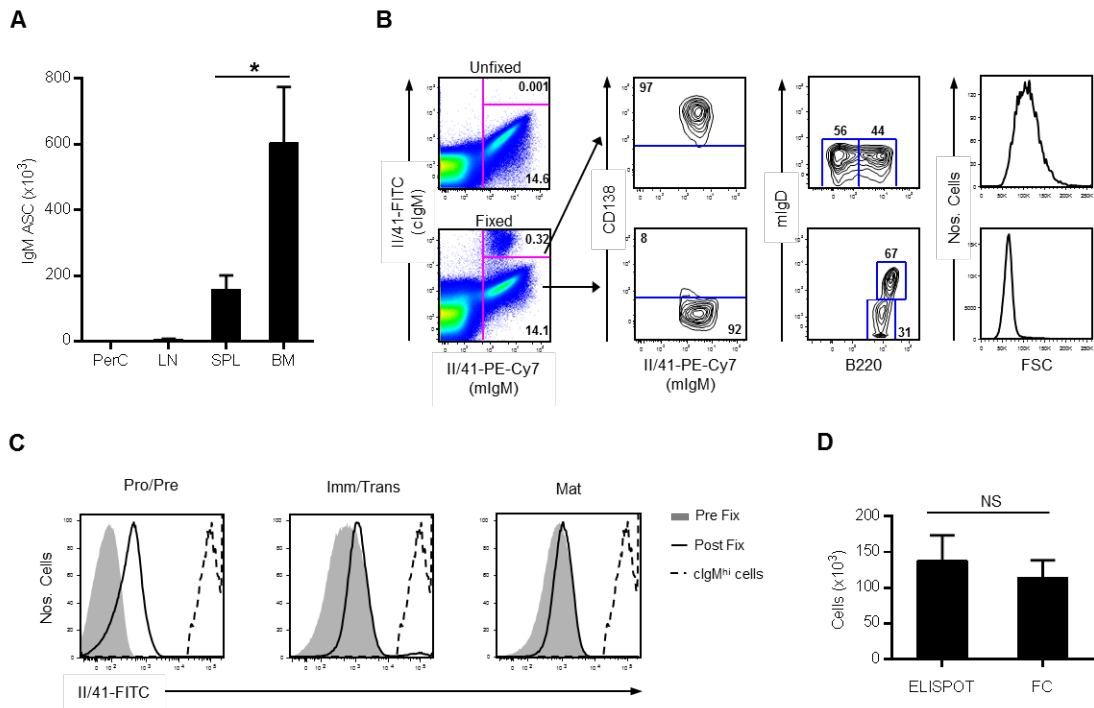 A
*
800
600
400
200
0
IgM ASC (x10³)
PerC LN SPL BM
B
Unfixed
0.001
14.6
Fixed
0.32
14.1
II/41-FITC
(cIgM)
II/41-PE-Cy7
(mIgM)
97
8
92
CD138
II/41-PE-Cy7
(mIgM)
56 44
67
31
mIgD
B220
Nos. Cells
FSC
C
Pro/Pre Imm/Trans Mat
Nos. Cells
II/41-FITC
Pre Fix
Post Fix
cIgMʰⁱ cells
D
NS
200
150
100
50
0
Cells (x10³)
ELISPOT FC